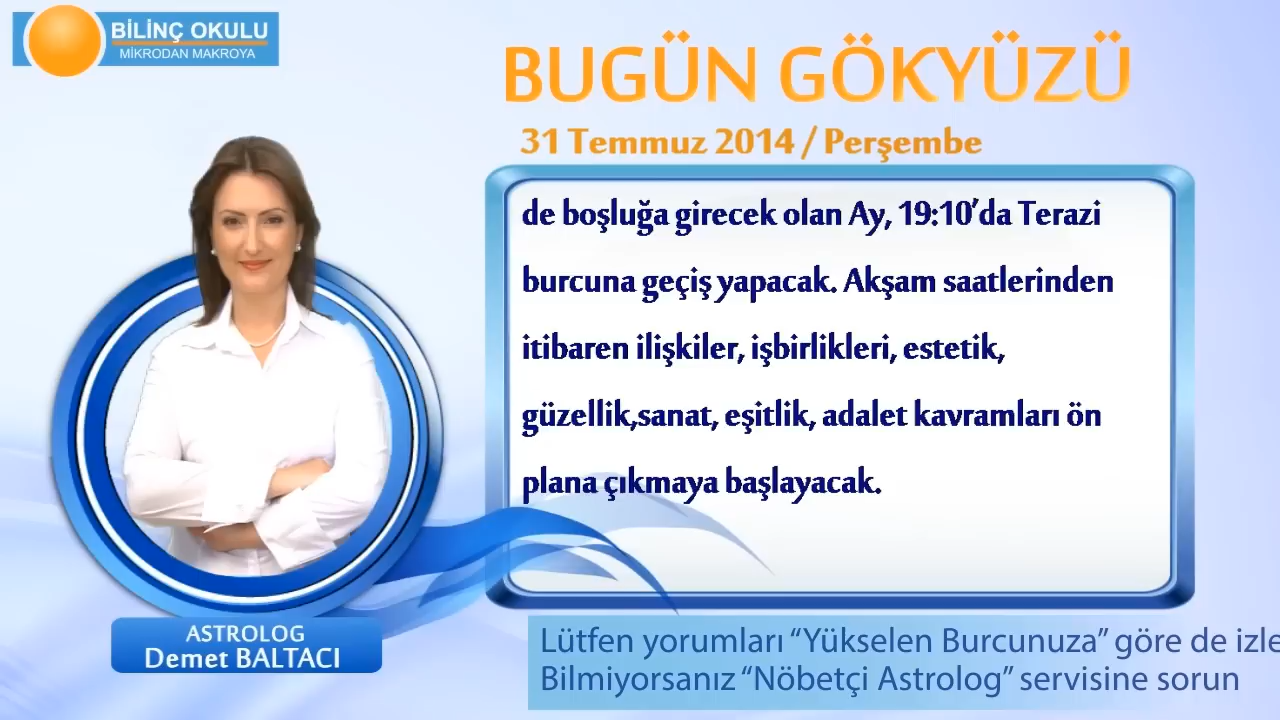 BİLİNÇ OKULU
MİKRODAN MAKROYA
BUGÜN GÖKYÜZÜ
31 Temmuz 2014 / Perşembe
de boşluğa girecek olan Ay, 19:10’da Terazi
burcuna geçiş yapacak. Akşam saatlerinden
itibaren ilişkiler, işbirlikleri, estetik,
güzellik,sanat, eşitlik, adalet kavramları ön
plana çıkmaya başlayacak.
ASTROLOG
Demet BALTACI
Lütfen yorumları “Yükselen Burcunuza” göre de izle
Bilmiyorsanız “Nöbetçi Astrolog” servisine sorun